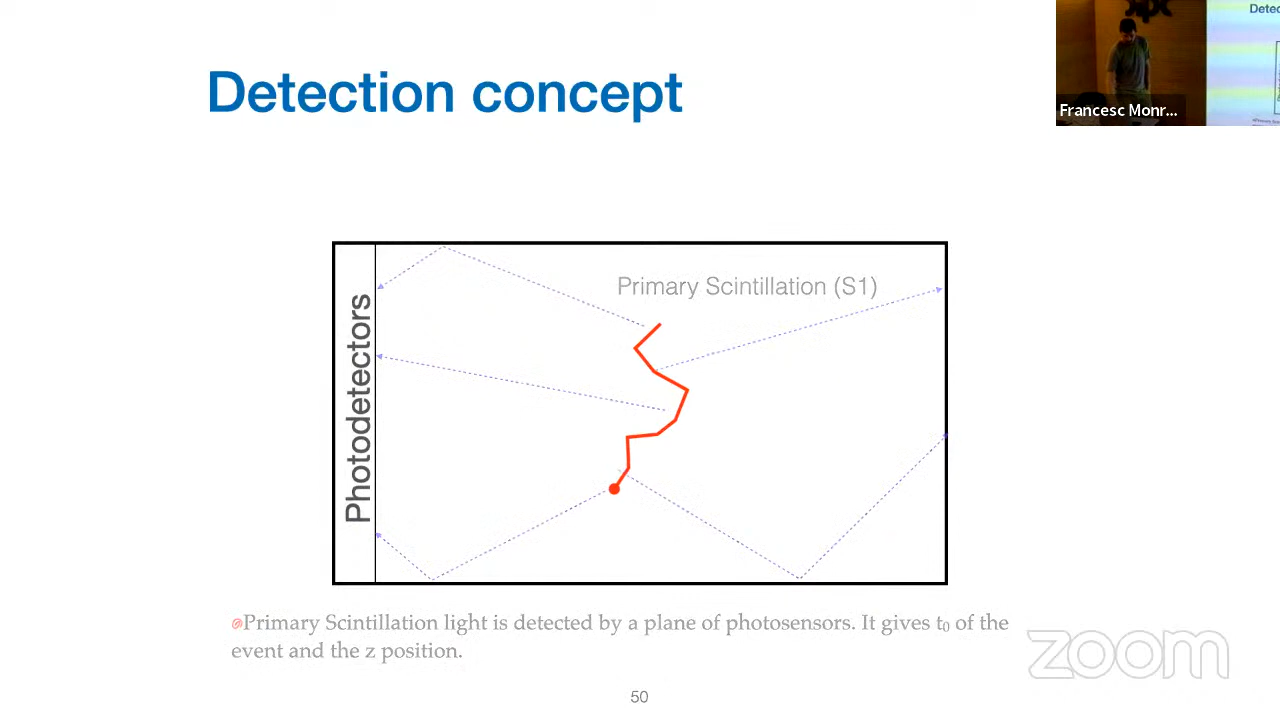 Detection concept
Francesc Monr...
Primary Scintillation (S1)
Photodetectors
Primary Scintillation light is detected by a plane of photosensors. It gives t₀ of the
event and the z position.
zoom
50